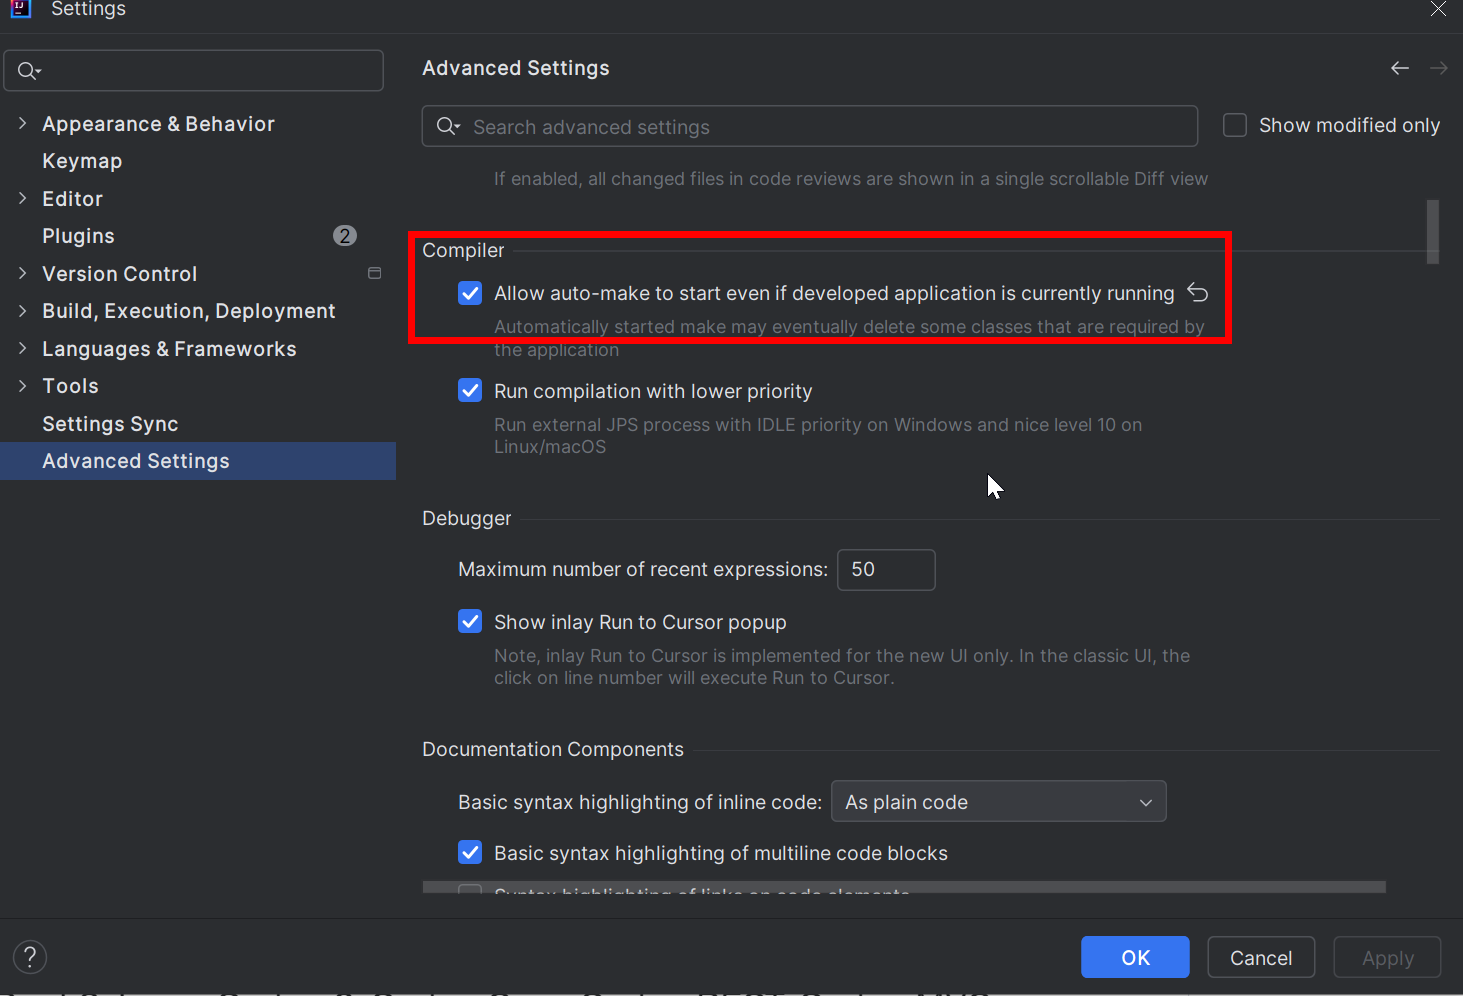 Settings
Appearance & Behavior
Keymap
Editor
Plugins
2
Version Control
Build, Execution, Deployment
Languages & Frameworks
Tools
Settings Sync
Advanced Settings
Advanced Settings
Search advanced settings
Show modified only
If enabled, all changed files in code reviews are shown in a single scrollable Diff view
Compiler
Allow auto-make to start even if developed application is currently running
Automatically started make may eventually delete some classes that are required by
the application
Run compilation with lower priority
Run external JPS process with IDLE priority on Windows and nice level 10 on
Linux/macOS
Debugger
Maximum number of recent expressions: 50
Show inlay Run to Cursor popup
Note, inlay Run to Cursor is implemented for the new UI only. In the classic UI, the
click on line number will execute Run to Cursor.
Documentation Components
Basic syntax highlighting of inline code: As plain code
Basic syntax highlighting of multiline code blocks
Syntax highlighting of links on code elements
?
OK
Cancel
Apply